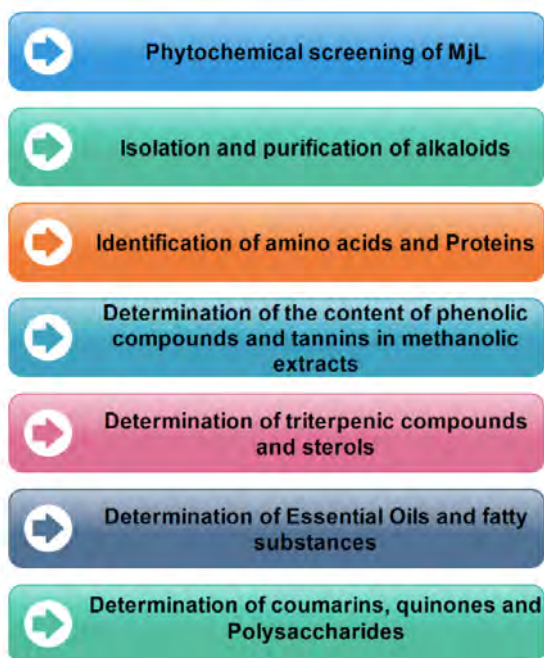 Phytochemical screening of MjL
Isolation and purification of alkaloids
Identification of amino acids and Proteins
Determination of the content of phenolic
compounds and tannins in methanolic
extracts
Determination of triterpenic compounds
and sterols
Determination of Essential Oils and fatty
substances
Determination of coumarins, quinones and
Polysaccharides